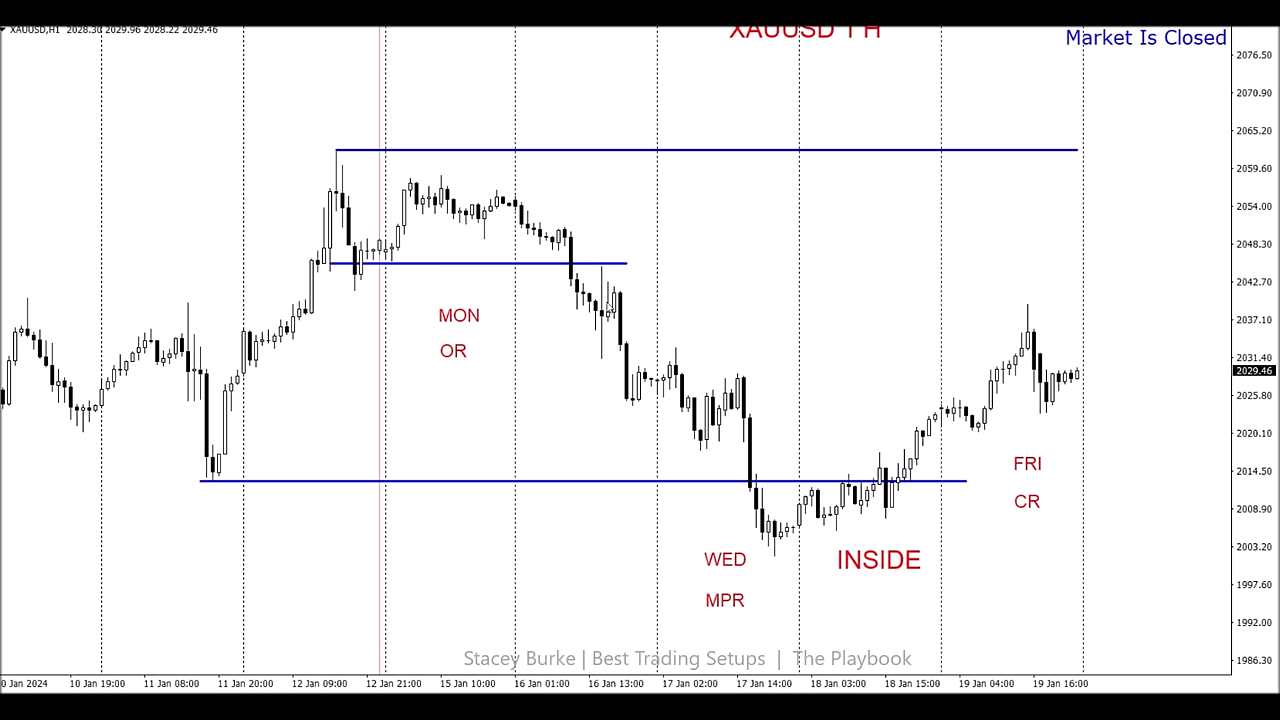 XAUUSD,H1 2028.30 2029.96 2028.22 2029.46
XAUUSD 1 H
Market Is Closed
2076.50
2070.90
2065.20
2059.60
2054.00
2048.30
2042.70
2037.10
2031.40
2029.46
2025.80
2020.10
2014.50
2008.90
2003.20
1997.60
1992.00
1986.30
MON
OR
FRI
CR
WED
INSIDE
MPR
Stacey Burke | Best Trading Setups | The Playbook
0 Jan 2024
10 Jan 19:00
11 Jan 08:00
11 Jan 20:00
12 Jan 09:00
12 Jan 21:00
15 Jan 10:00
16 Jan 01:00
16 Jan 13:00
17 Jan 02:00
17 Jan 14:00
18 Jan 03:00
18 Jan 15:00
19 Jan 04:00
19 Jan 16:00